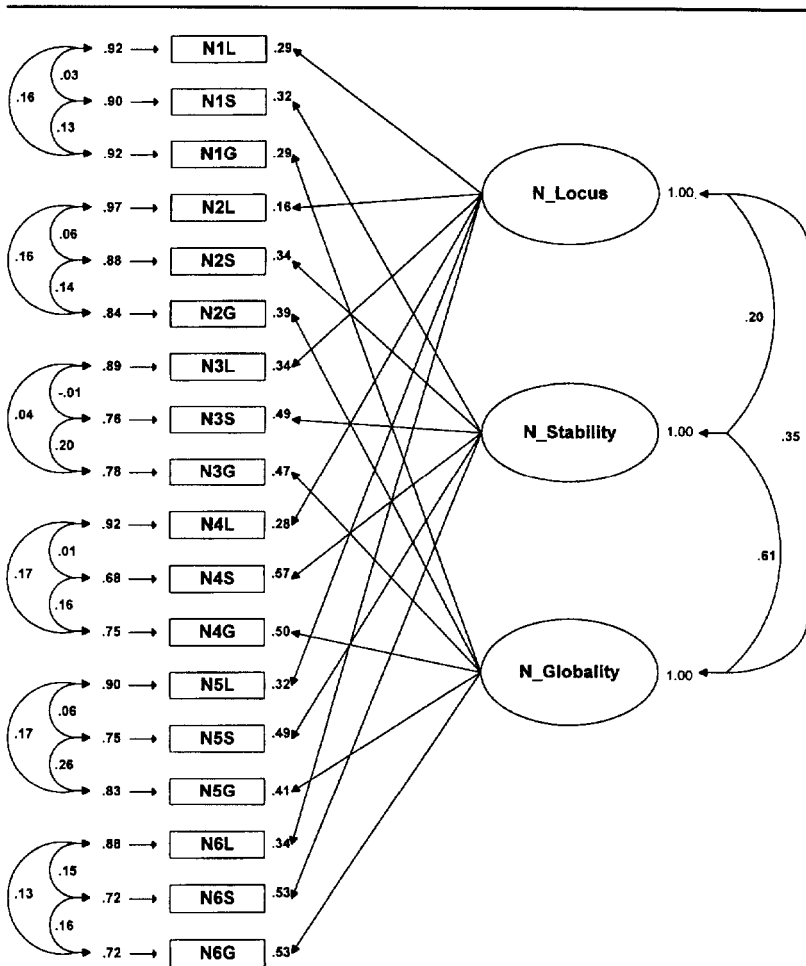 .92 N1L .29
.03
.16 .90 N1S .32
.13
.92 N1G .29
N_Locus 1.00
.97 N2L .16
.06
.16 .88 N2S .34
.14
.84 N2G .39
.20
.89 N3L .34
-.01
.04 .76 N3S .49
N_Stability 1.00 .35
.20
.78 N3G .47
.92 N4L .28
.01
.17 .68 N4S .57
.61
.16
.75 N4G .50
N_Globality 1.00
.90 N5L .32
.06
.17 .75 N5S .49
.26
.83 N5G .41
.88 N6L .34
.15
.13 .72 N6S .53
.16
.72 N6G .53